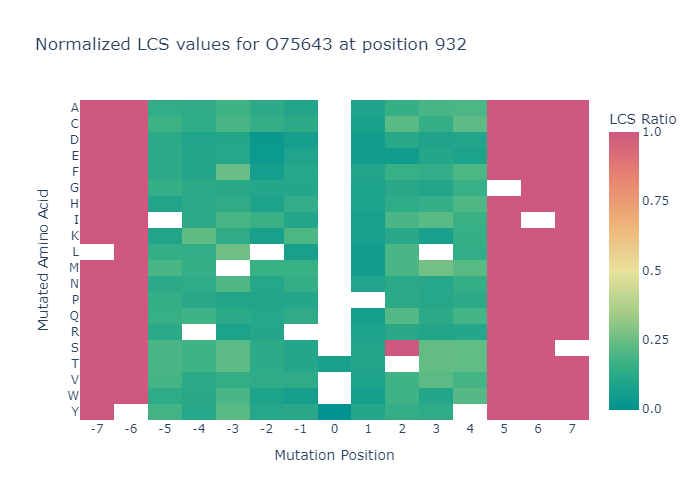 Normalized LCS values for O75643 at position 932
LCS Ratio
1.0
0.75
0.5
0.25
0.0
Mutated Amino Acid
A
C
D
E
F
G
H
I
K
L
M
N
P
Q
R
S
T
V
W
Y
-7 -6 -5 -4 -3 -2 -1 0 1 2 3 4 5 6 7
Mutation Position